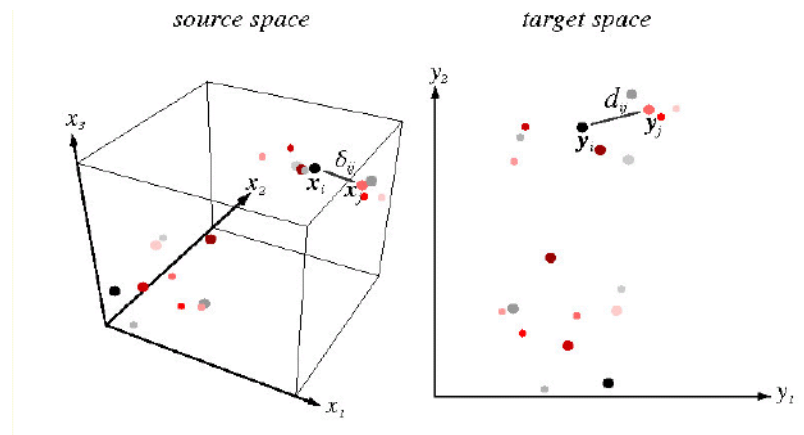 source space
target space
x₃
x₂
x₁
δᵢⱼ
xᵢ
xⱼ
y₂
y₁
dᵢⱼ
yᵢ
yⱼ